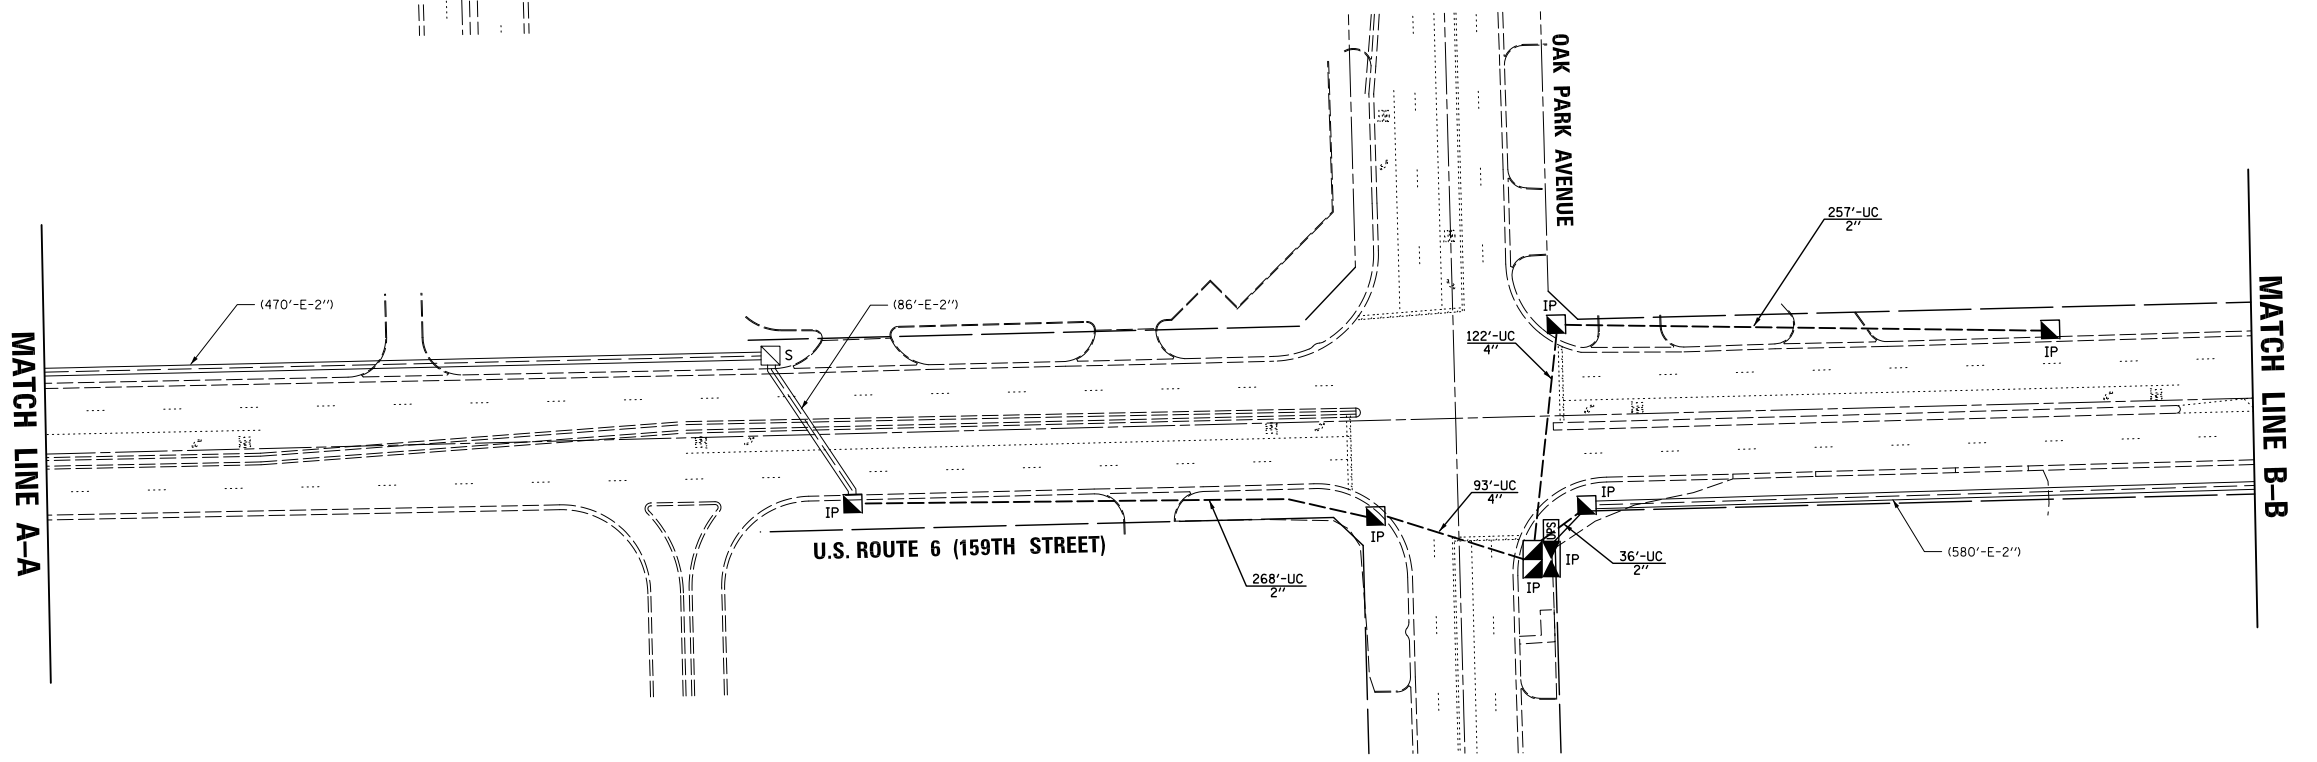 MATCH LINE A-A
(470'-E-2")
S
(86'-E-2")
IP
U.S. ROUTE 6 (159TH STREET)
268'-UC
2"
IP
93'-UC
4"
122'-UC
4"
IP
OAK PARK AVENUE
257'-UC
2"
IP
IP
UPS
IP
IP
36'-UC
2"
(580'-E-2")
MATCH LINE B-B